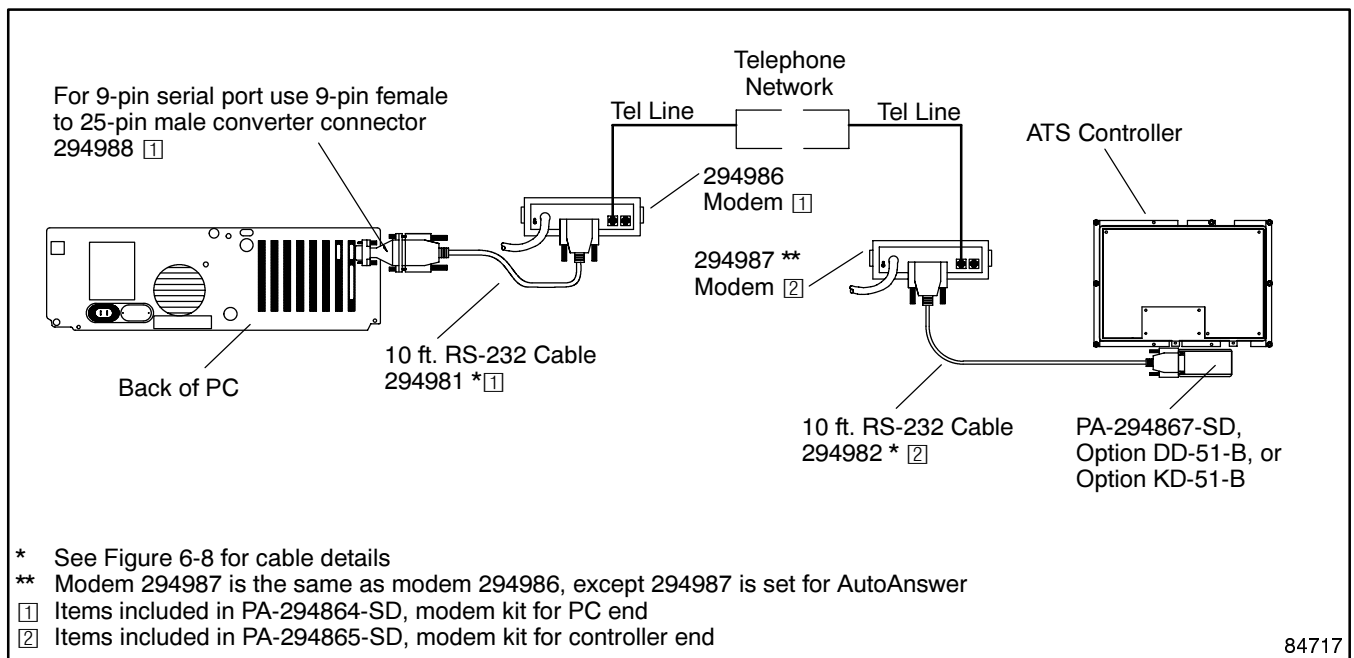 For 9-pin serial port use 9-pin female
to 25-pin male converter connector
294988 1
Telephone
Network
Tel Line
Tel Line
ATS Controller
294986
Modem 1
294987 **
Modem 2
10 ft. RS-232 Cable
294981 * 1
Back of PC
10 ft. RS-232 Cable
294982 * 2
PA-294867-SD,
Option DD-51-B, or
Option KD-51-B
* See Figure 6-8 for cable details
** Modem 294987 is the same as modem 294986, except 294987 is set for AutoAnswer
1 Items included in PA-294864-SD, modem kit for PC end
2 Items included in PA-294865-SD, modem kit for controller end
84717